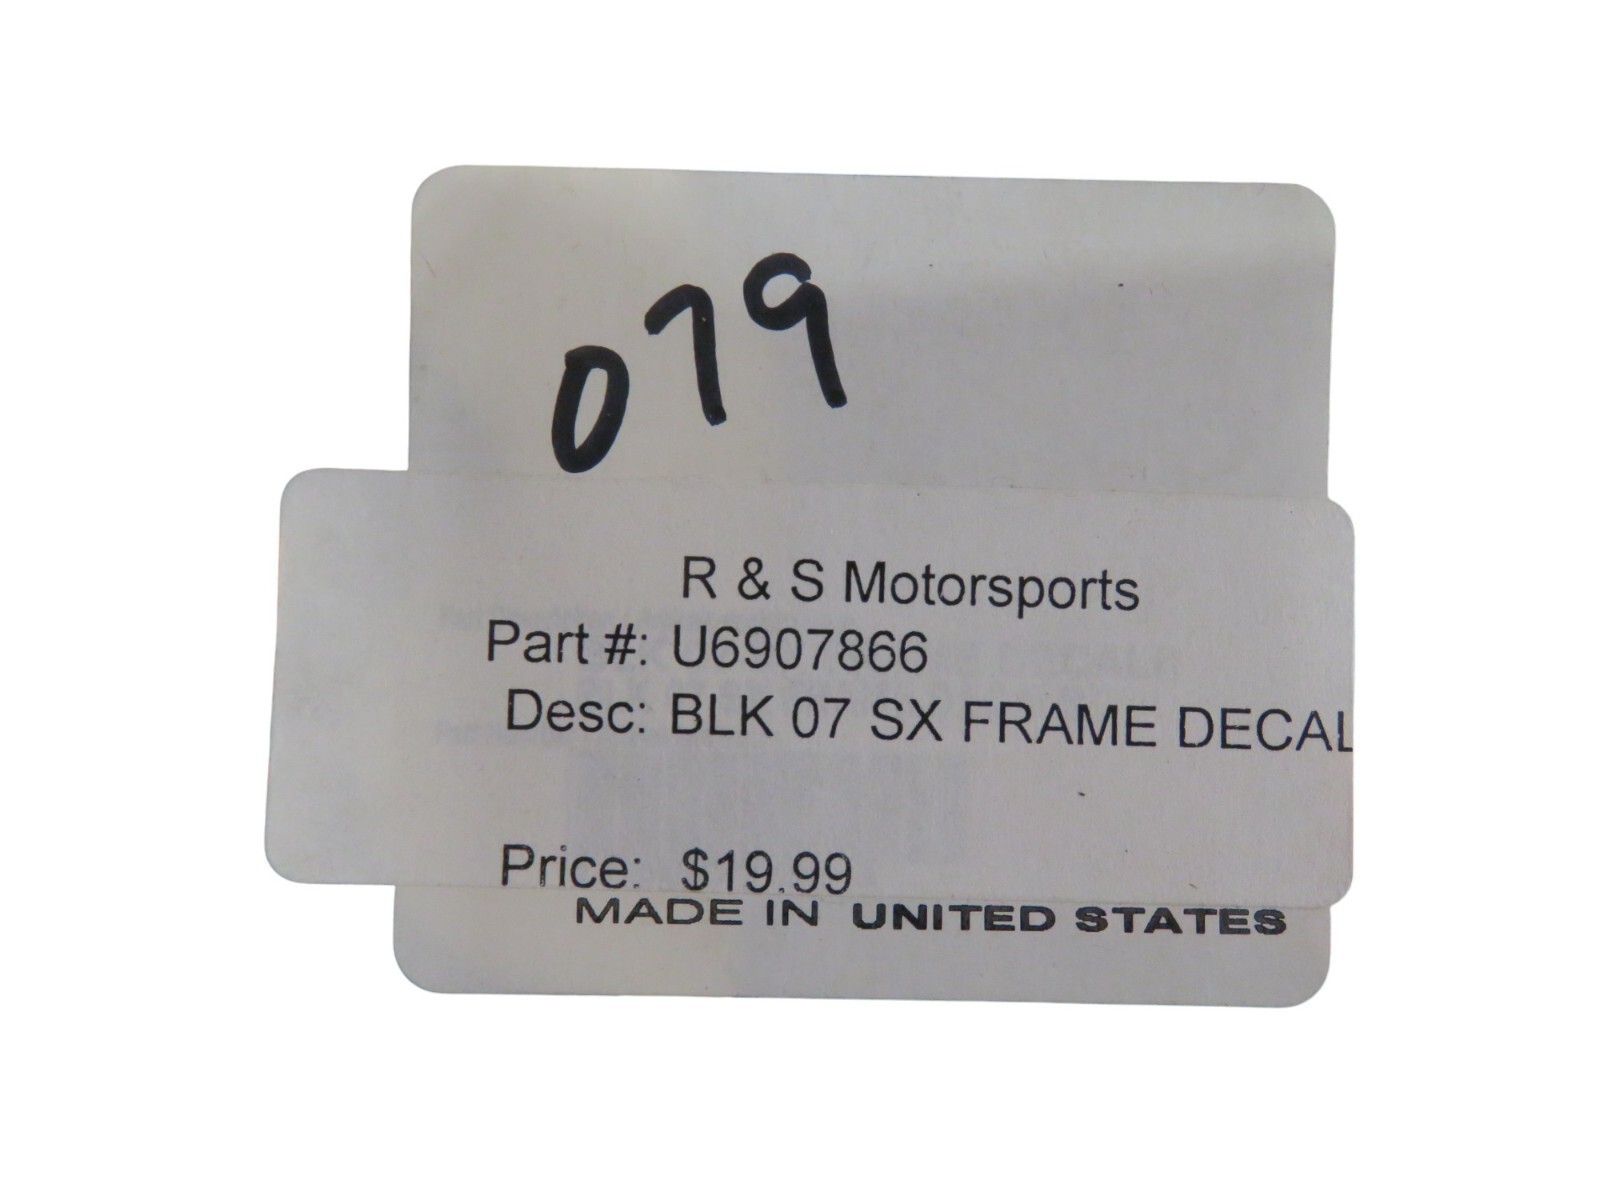 079
R & S Motorsports
Part #: U6907866
Desc: BLK 07 SX FRAME DECAL
Price: $19.99
MADE IN UNITED STATES